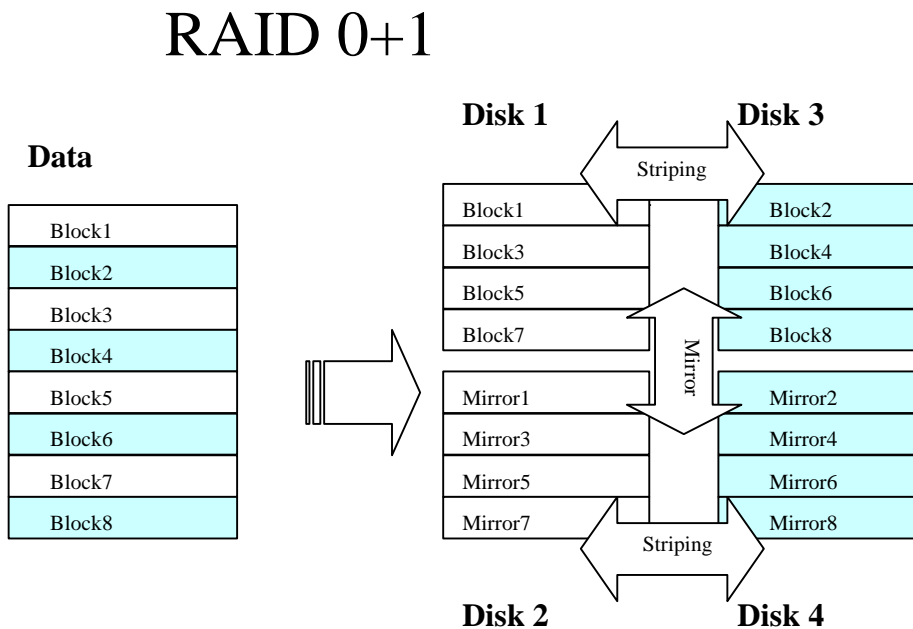 RAID 0+1
Data
Block1
Block2
Block3
Block4
Block5
Block6
Block7
Block8
Disk 1
Disk 3
Striping
Block1
Block2
Block3
Block4
Block5
Block6
Block7
Block8
Mirror
Mirror1
Mirror2
Mirror3
Mirror4
Mirror5
Mirror6
Mirror7
Mirror8
Striping
Disk 2
Disk 4